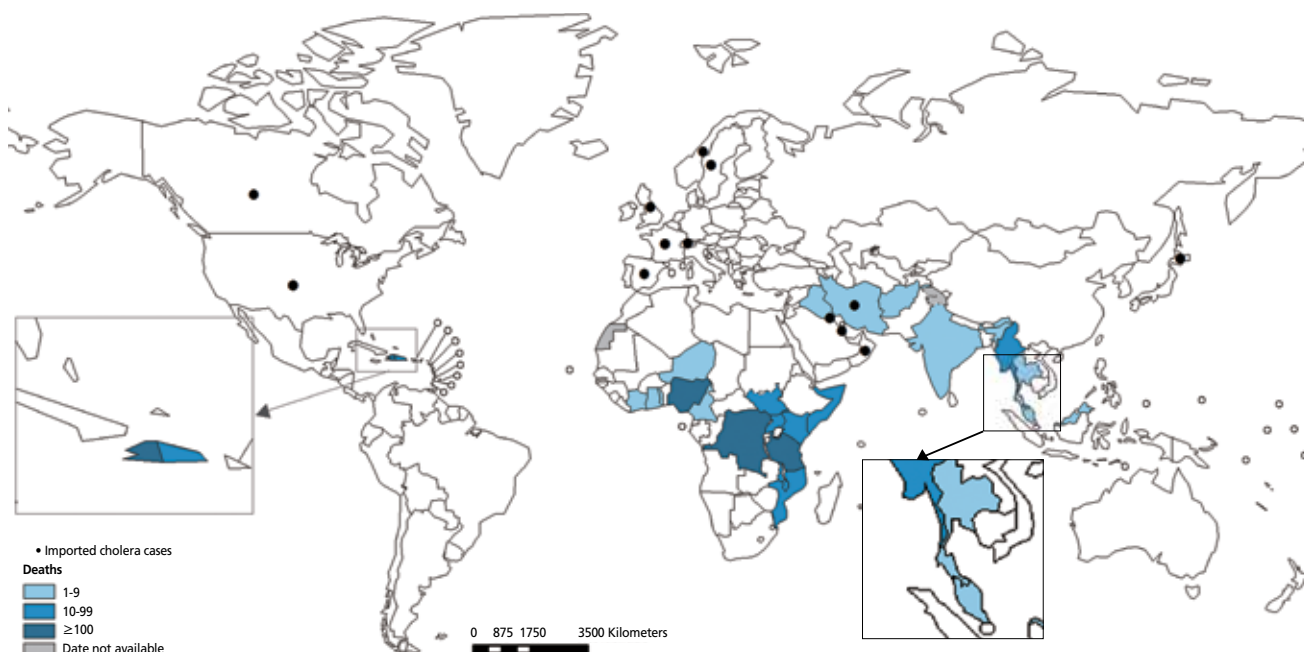 • Imported cholera cases
Deaths
1-9
10-99
≥100
Date not available
0 875 1750 3500 Kilometers